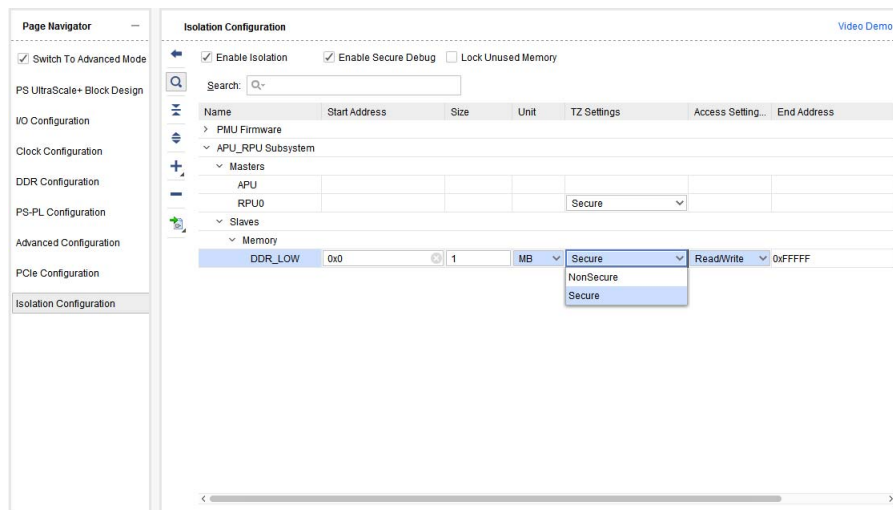 Page Navigator
Isolation Configuration
Video Demo
Switch To Advanced Mode
Enable Isolation
Enable Secure Debug
Lock Unused Memory
PS UltraScale+ Block Design
Search:
I/O Configuration
Name Start Address Size Unit TZ Settings Access Setting... End Address
PMU Firmware
Clock Configuration
APU_RPU Subsystem
Masters
DDR Configuration
APU
RPU0 Secure
PS-PL Configuration
Slaves
Advanced Configuration
Memory
DDR_LOW 0x0 1 MB Secure Read/Write 0xFFFFF
PCIe Configuration
NonSecure
Secure
Isolation Configuration